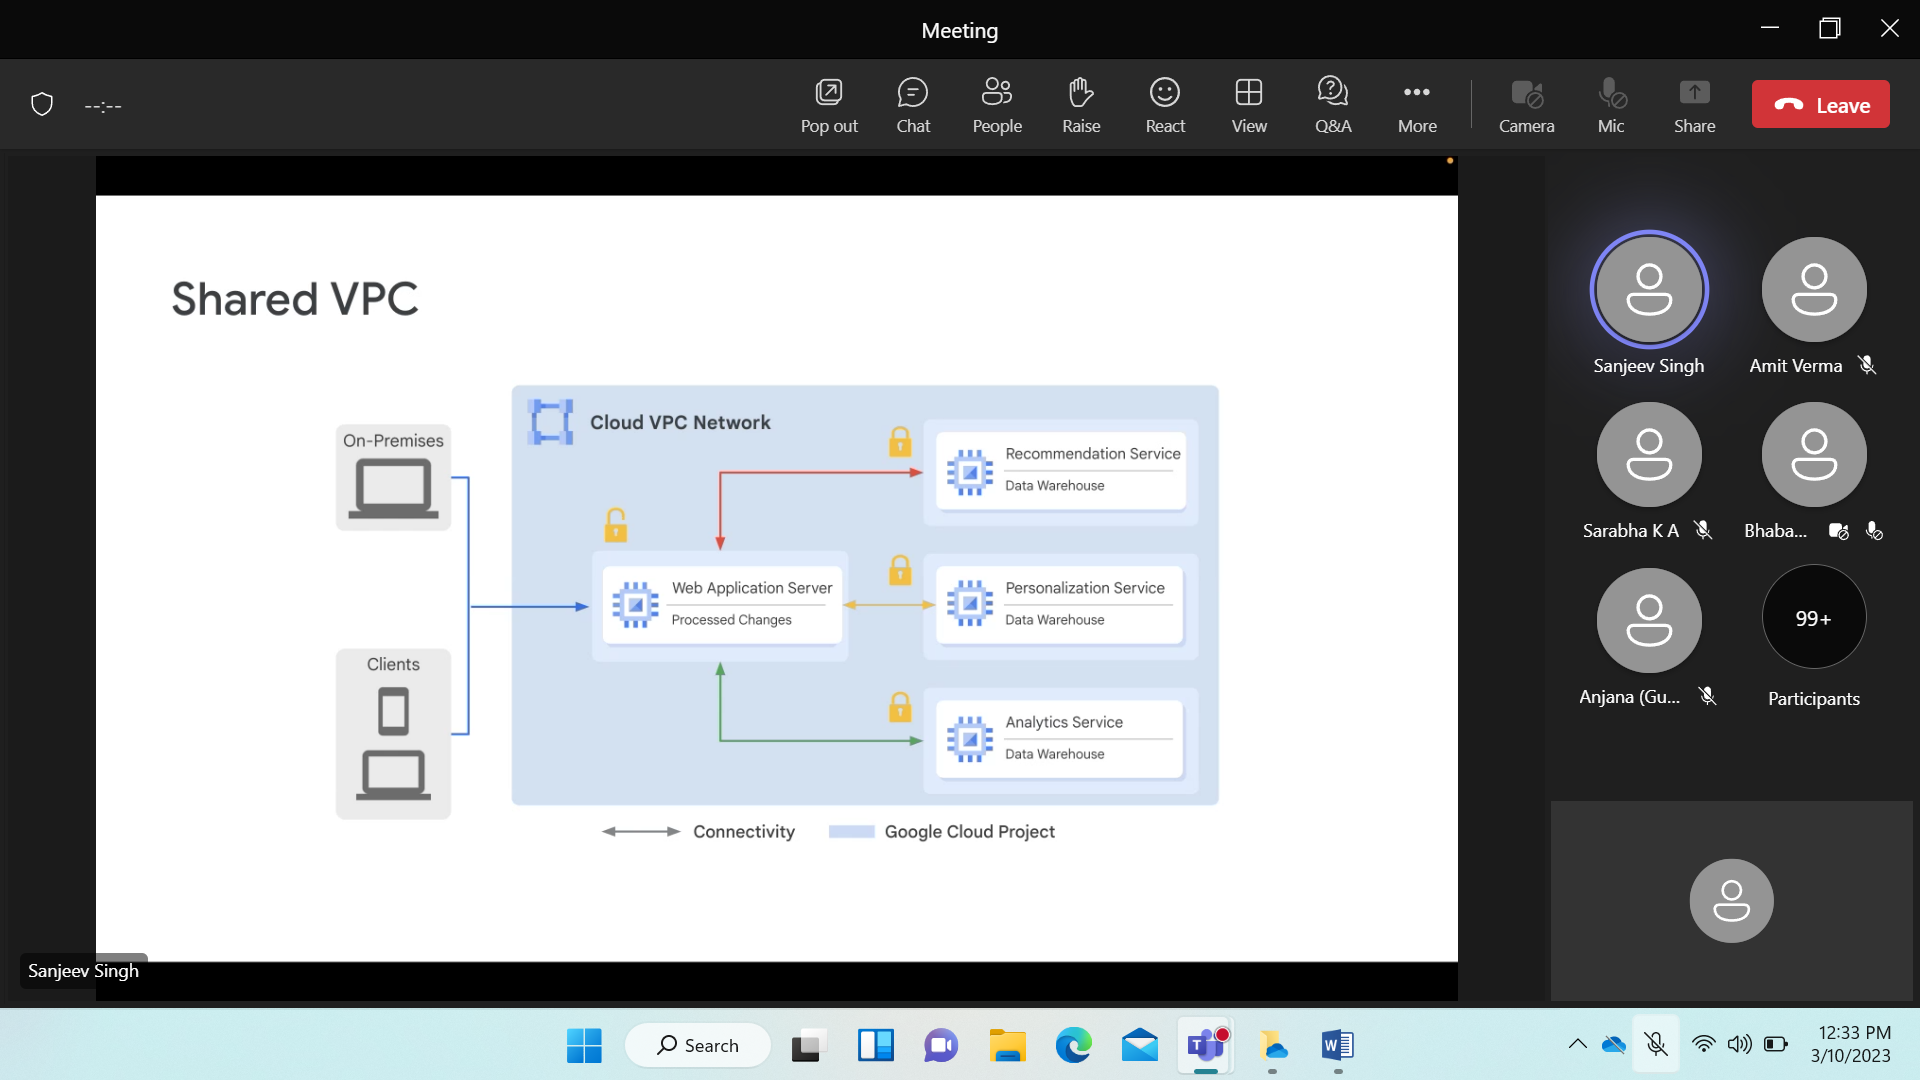 Meeting
--:--
Pop out
Chat
People
Raise
React
View
Q&A
More
Camera
Mic
Share
Leave
Shared VPC
On-Premises
Clients
Cloud VPC Network
Recommendation Service
Data Warehouse
Web Application Server
Processed Changes
Personalization Service
Data Warehouse
Analytics Service
Data Warehouse
Connectivity
Google Cloud Project
Sanjeev Singh
Sanjeev Singh
Amit Verma
Sarabha K A
Bhaba...
Anjana (Gu...
99+
Participants
Search
12:33 PM
3/10/2023